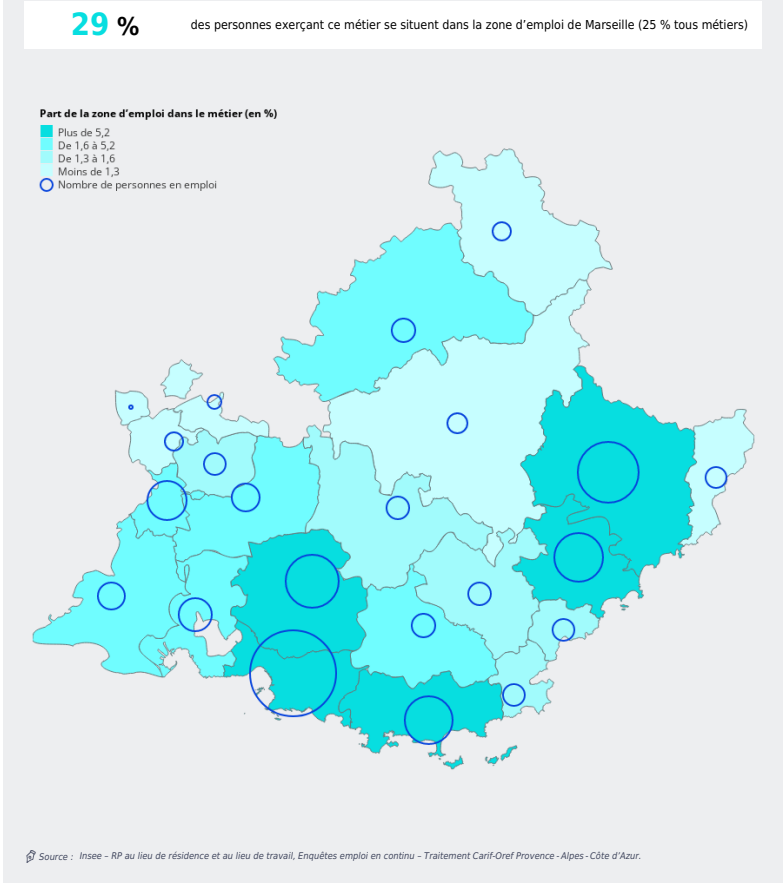 29 %
des personnes exerçant ce métier se situent dans la zone d’emploi de Marseille (25 % tous métiers)
Part de la zone d’emploi dans le métier (en %)
Plus de 5,2
De 1,6 à 5,2
De 1,3 à 1,6
Moins de 1,3
Nombre de personnes en emploi
Source : Insee – RP au lieu de résidence et au lieu de travail, Enquêtes emploi en continu – Traitement Carif-Oref Provence - Alpes - Côte d’Azur.